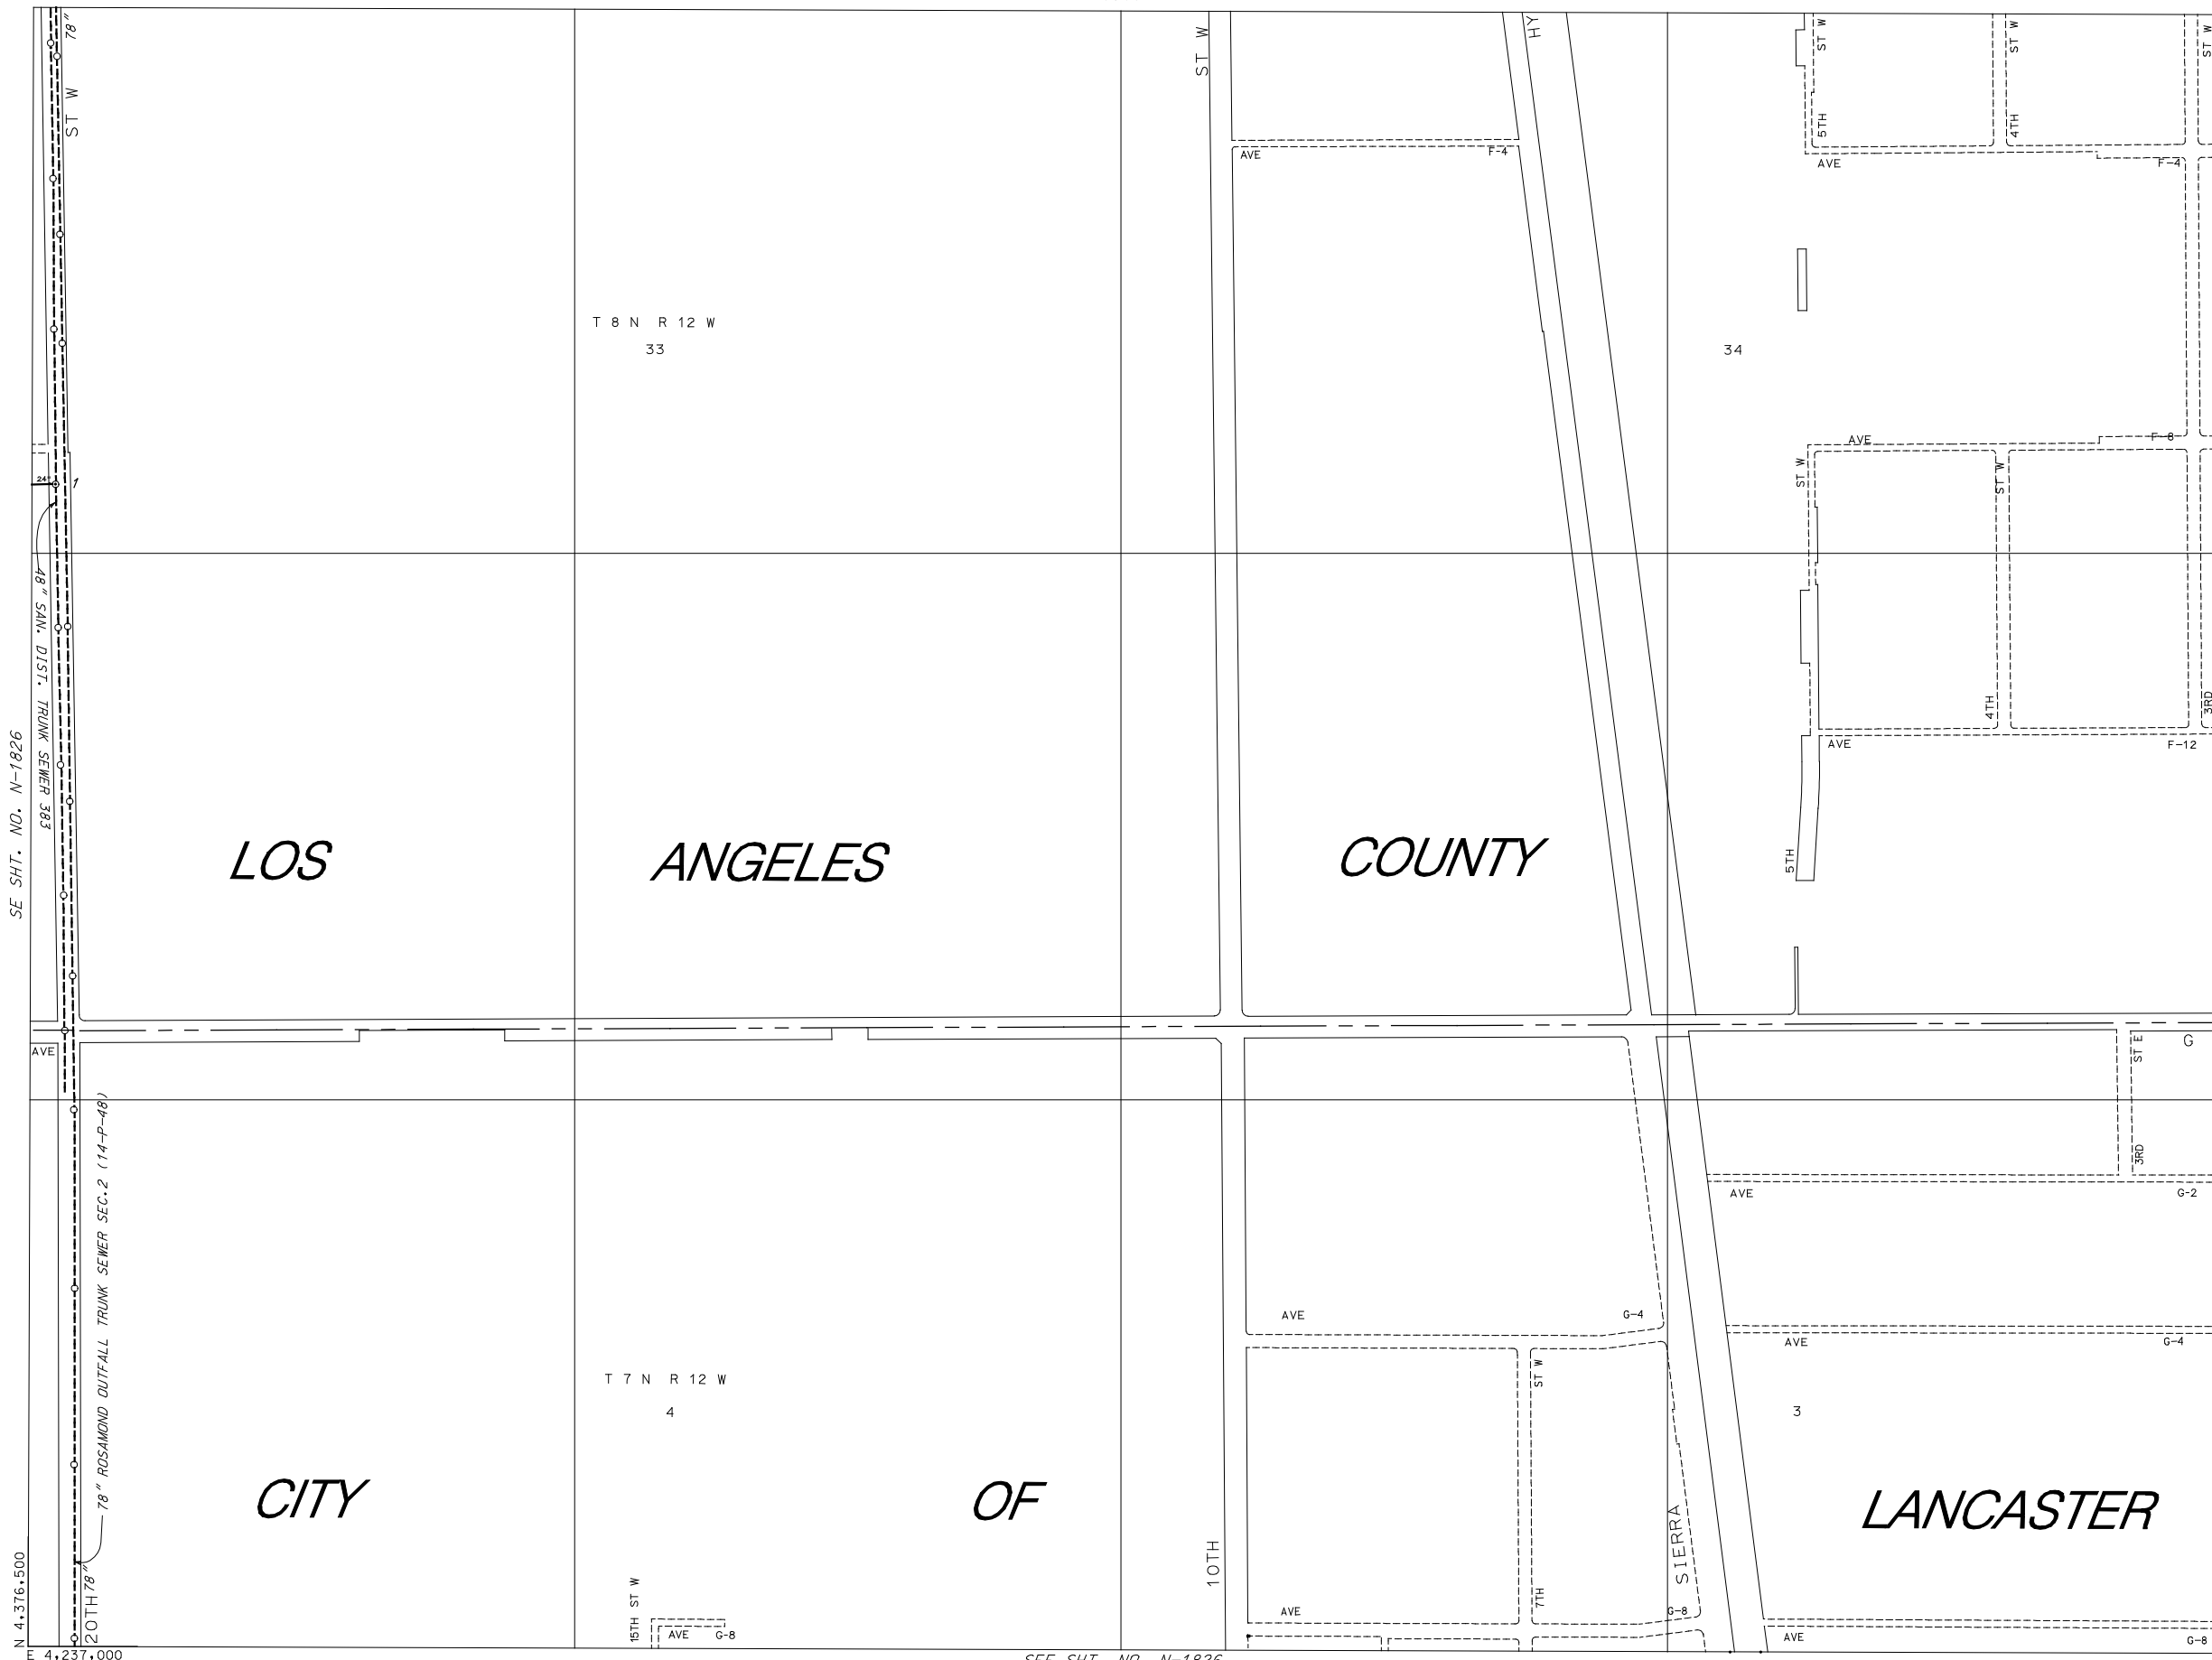 78"
ST W
ST W
HY
ST W
ST W
ST W
5TH
4TH
AVE F-4
AVE F-4
T 8 N R 12 W
33
34
AVE F-8
ST W
ST W
24"
1
48" SAN. DIST. TRUNK SEWER 383
4TH
3RD
AVE F-12
SE SHT. NO. N-1826
LOS ANGELES COUNTY
5TH
AVE
G
ST E
3RD
AVE G-2
78" ROSAMOND OUTFALL TRUNK SEWER SEC.2 (14-P-48)
AVE G-4
AVE G-4
ST W
T 7 N R 12 W
4
3
CITY OF LANCASTER
10TH
SIERRA
7TH
15TH ST W
AVE G-8
AVE G-8
AVE G-8
20TH 78"
N 4,376,500
E 4,237,000
SEE SHT. NO. N-1826